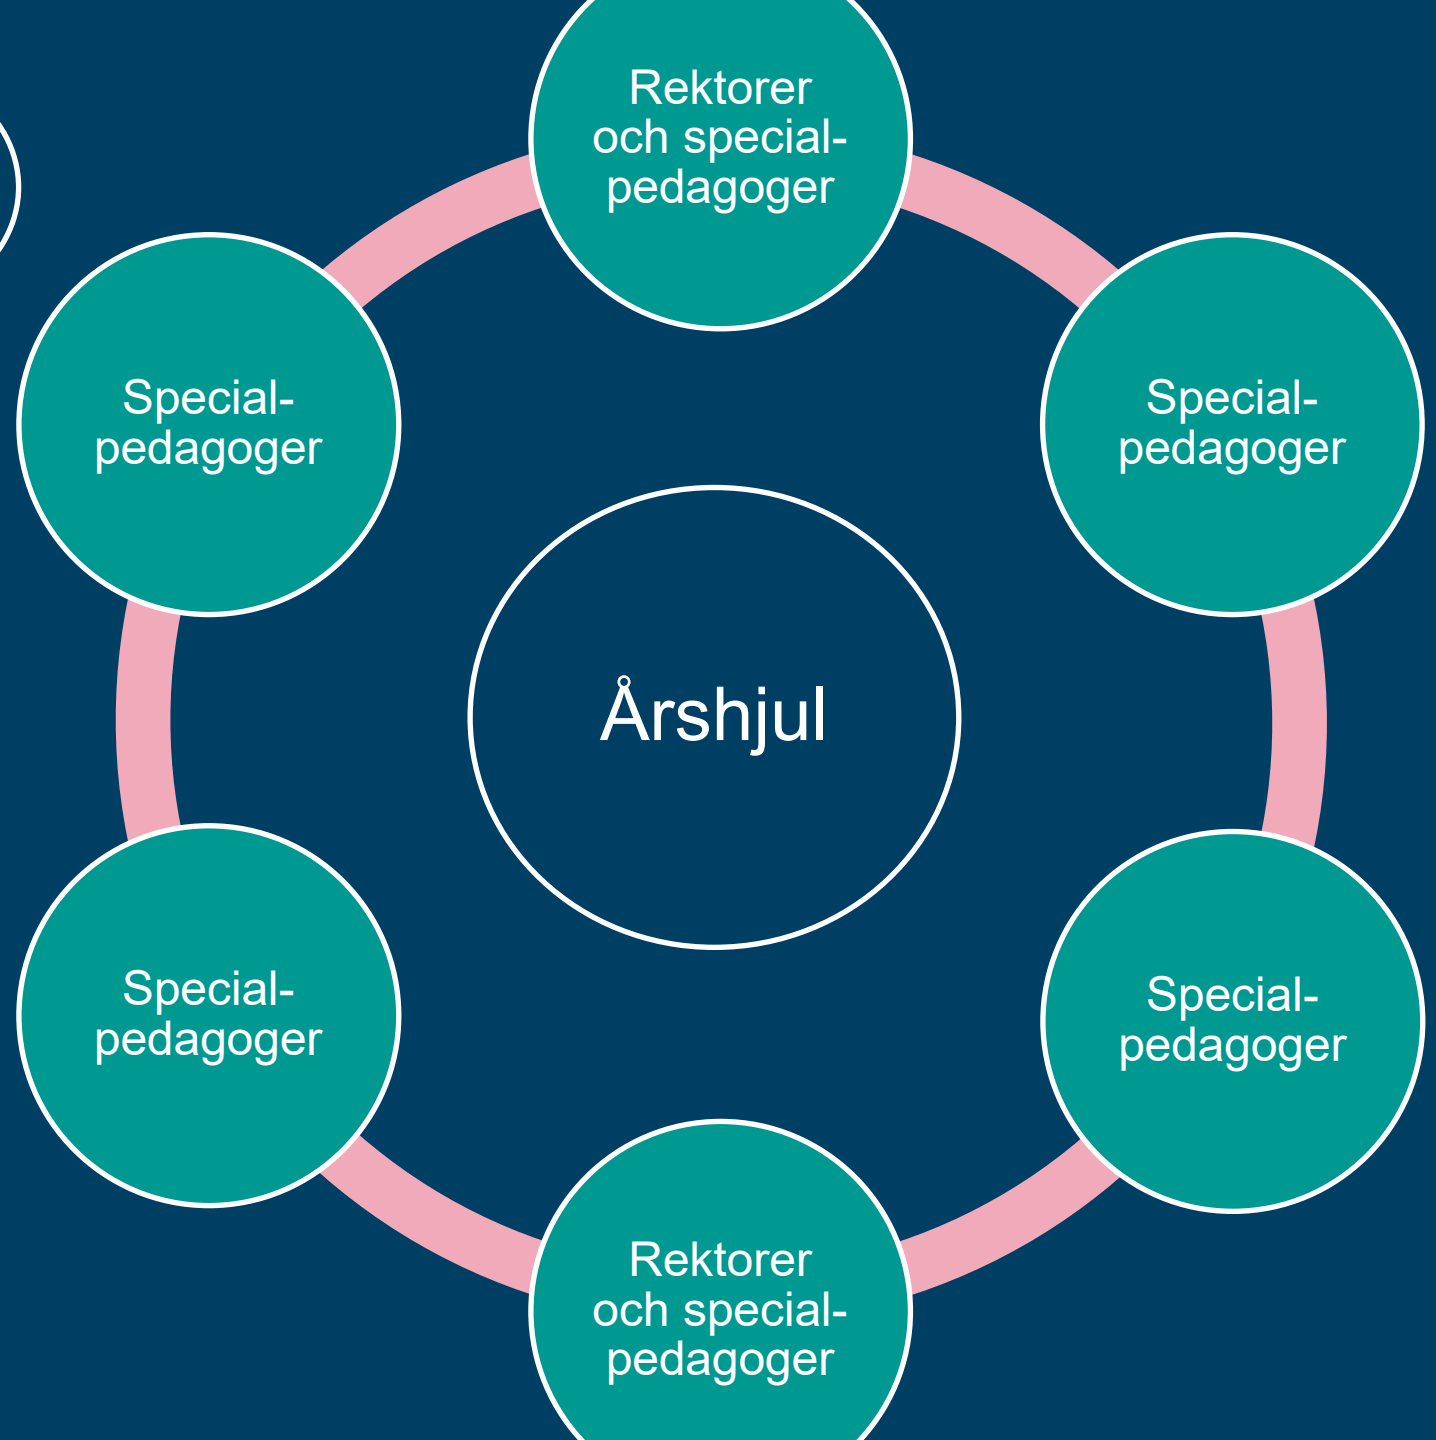 Rektorer
och special-
pedagoger
Special-
pedagoger
Special-
pedagoger
Årshjul
Special-
pedagoger
Special-
pedagoger
Rektorer
och special-
pedagoger